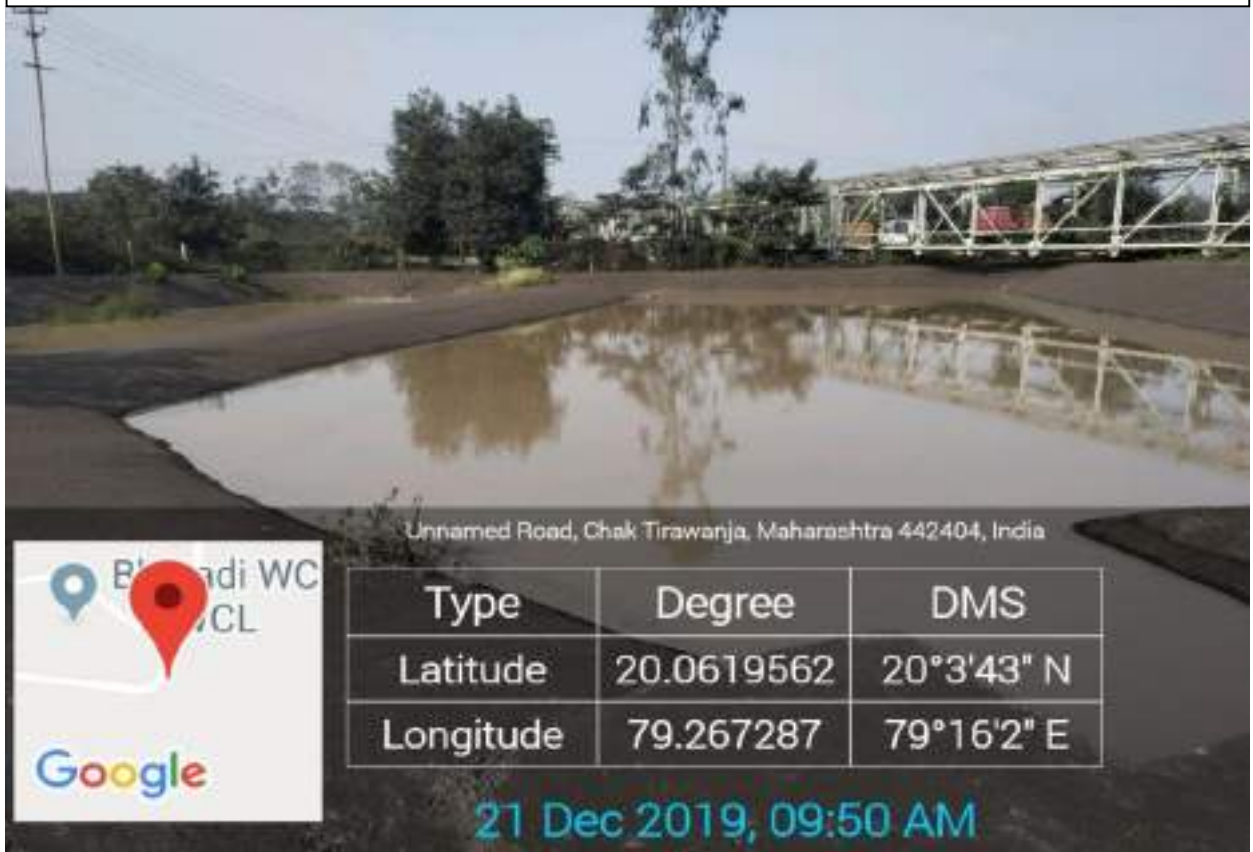 Unnamed Road, Chak Tirawanja, Maharashtra 442404, India
WC
Type Degree DMS
Latitude 20.0619562 20°3'43" N
Longitude 79.267287 79°16'2" E
Google
21 Dec 2019, 09:50 AM